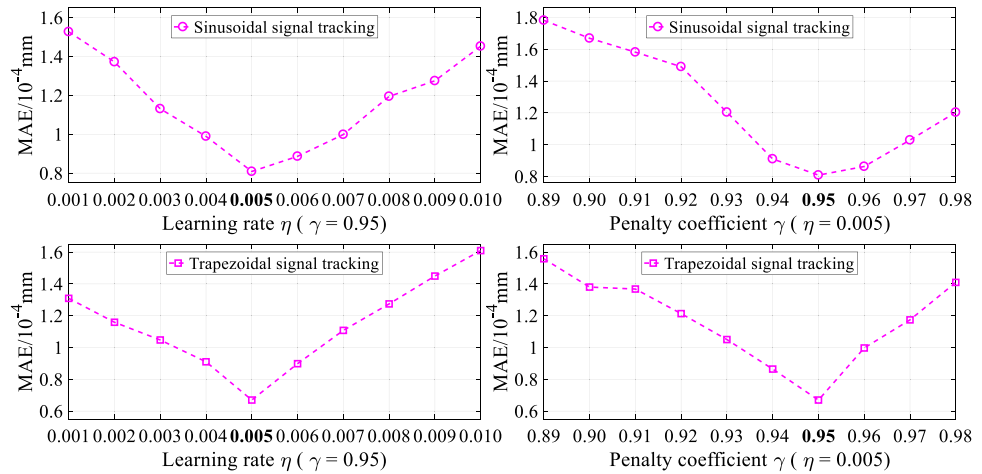 MAE/10⁻⁴mm
1.6
1.4
1.2
1
0.8
Sinusoidal signal tracking
0.001 0.002 0.003 0.004 0.005 0.006 0.007 0.008 0.009 0.010
Learning rate η ( γ = 0.95)
MAE/10⁻⁴mm
1.8
1.6
1.4
1.2
1
0.8
Sinusoidal signal tracking
0.89 0.90 0.91 0.92 0.93 0.94 0.95 0.96 0.97 0.98
Penalty coefficient γ ( η = 0.005)
MAE/10⁻⁴mm
1.6
1.4
1.2
1
0.8
0.6
Trapezoidal signal tracking
0.001 0.002 0.003 0.004 0.005 0.006 0.007 0.008 0.009 0.010
Learning rate η ( γ = 0.95)
MAE/10⁻⁴mm
1.6
1.4
1.2
1
0.8
0.6
Trapezoidal signal tracking
0.89 0.90 0.91 0.92 0.93 0.94 0.95 0.96 0.97 0.98
Penalty coefficient γ ( η = 0.005)